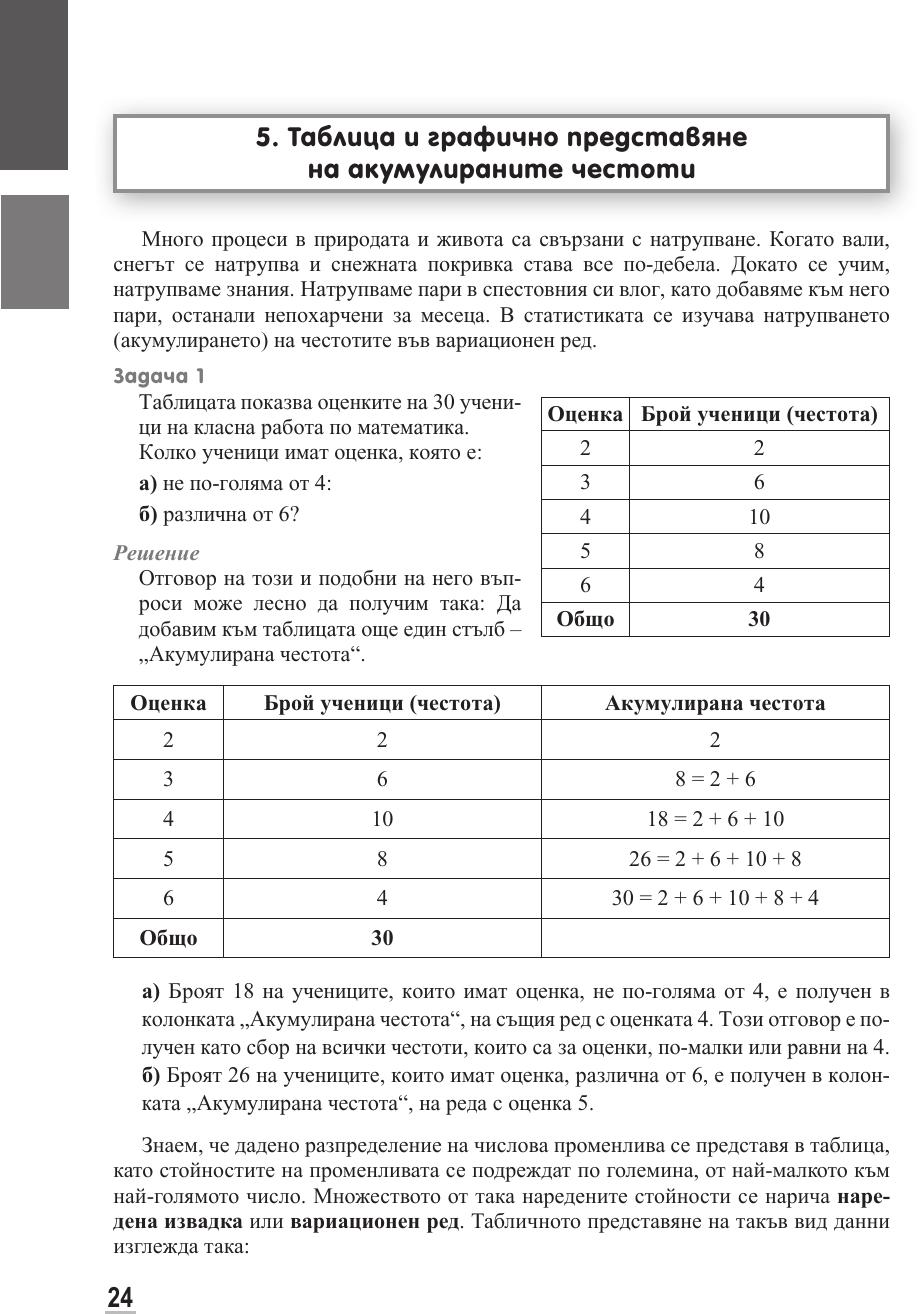 5. Таблица и графично представяне
на акумулираните честоти
Много процеси в природата и живота са свързани с натрупване. Когато вали,
снегът се натрупва и снежната покривка става все по-дебела. Докато се учим,
натрупваме знания. Натрупваме пари в спестовния си влог, като добавяме към него
пари, останали непохарчени за месеца. В статистиката се изучава натрупването
(акумулирането) на честотите във вариационен ред.
Задача 1
Таблицата показва оценките на 30 учени-
ци на класна работа по математика.
Колко ученици имат оценка, която е:
а) не по-голяма от 4:
б) различна от 6?
Решение
Отговор на този и подобни на него въп-
роси може лесно да получим така: Да
добавим към таблицата още един стълб –
„Акумулирана честота“.
Оценка Брой ученици (честота)
2 2
3 6
4 10
5 8
6 4
Общо 30
Оценка Брой ученици (честота) Акумулирана честота
2 2 2
3 6 8 = 2 + 6
4 10 18 = 2 + 6 + 10
5 8 26 = 2 + 6 + 10 + 8
6 4 30 = 2 + 6 + 10 + 8 + 4
Общо 30
а) Броят 18 на учениците, които имат оценка, не по-голяма от 4, е получен в
колонката „Акумулирана честота“, на същия ред с оценката 4. Този отговор е по-
лучен като сбор на всички честоти, които са за оценки, по-малки или равни на 4.
б) Броят 26 на учениците, които имат оценка, различна от 6, е получен в колон-
ката „Акумулирана честота“, на реда с оценка 5.
Знаем, че дадено разпределение на числова променлива се представя в таблица,
като стойностите на променливата се подреждат по големина, от най-малкото към
най-голямото число. Множеството от така наредените стойности се нарича наре-
дена извадка или вариационен ред. Табличното представяне на такъв вид данни
изглежда така:
24